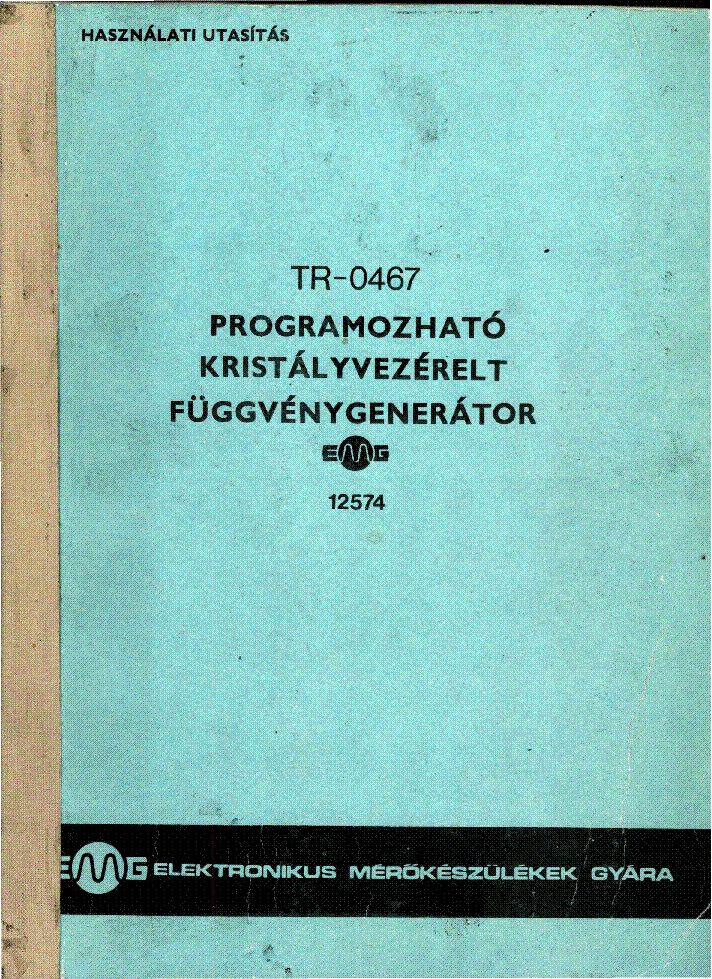 HASZNÁLATI UTASÍTÁS
TR-0467
PROGRAMOZHATÓ
KRISTÁLYVEZÉRELT
FÜGGVÉNYGENERÁTOR
EMG
12574
EMG ELEKTRONIKUS MÉRŐKÉSZÜLÉKEK GYÁRA